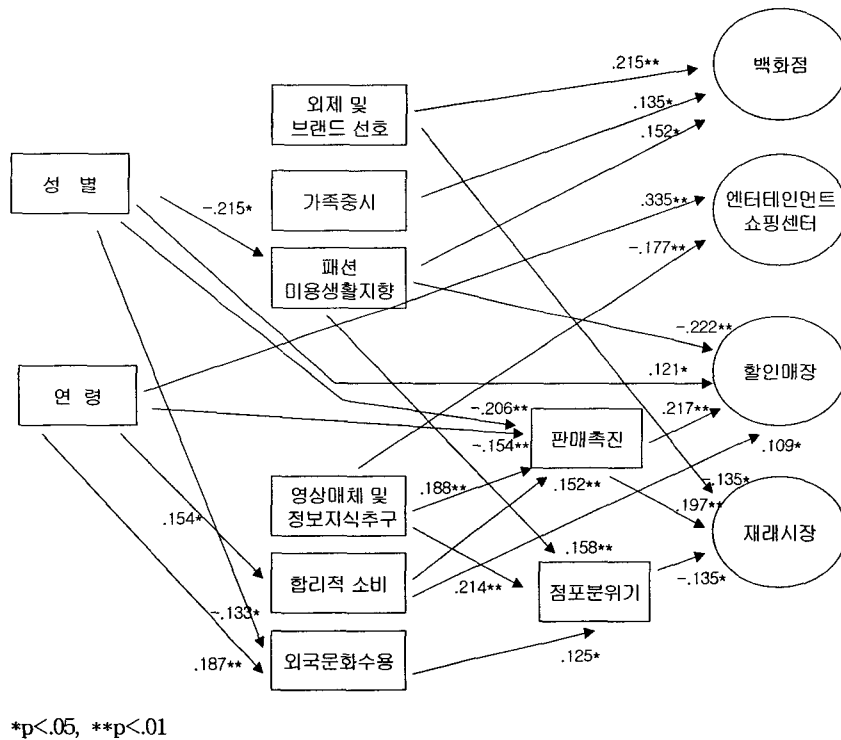 백화점
.215**
외제 및
브랜드 선호
.135*
.152*
성 별
가족중시
-.215*
.335**
엔터테인먼트
쇼핑센터
-.177**
패션
미용생활지향
-.222**
할인매장
.121*
연 령
-.206**
.217**
판매촉진
-.154**
.109*
영상매체 및
정보지식추구
.188**
.152**
-.135*
.197**
재래시장
.154*
.158**
합리적 소비
.214**
점포분위기
-.135*
-.133*
외국문화수용
.187**
.125*
*p<.05, **p<.01